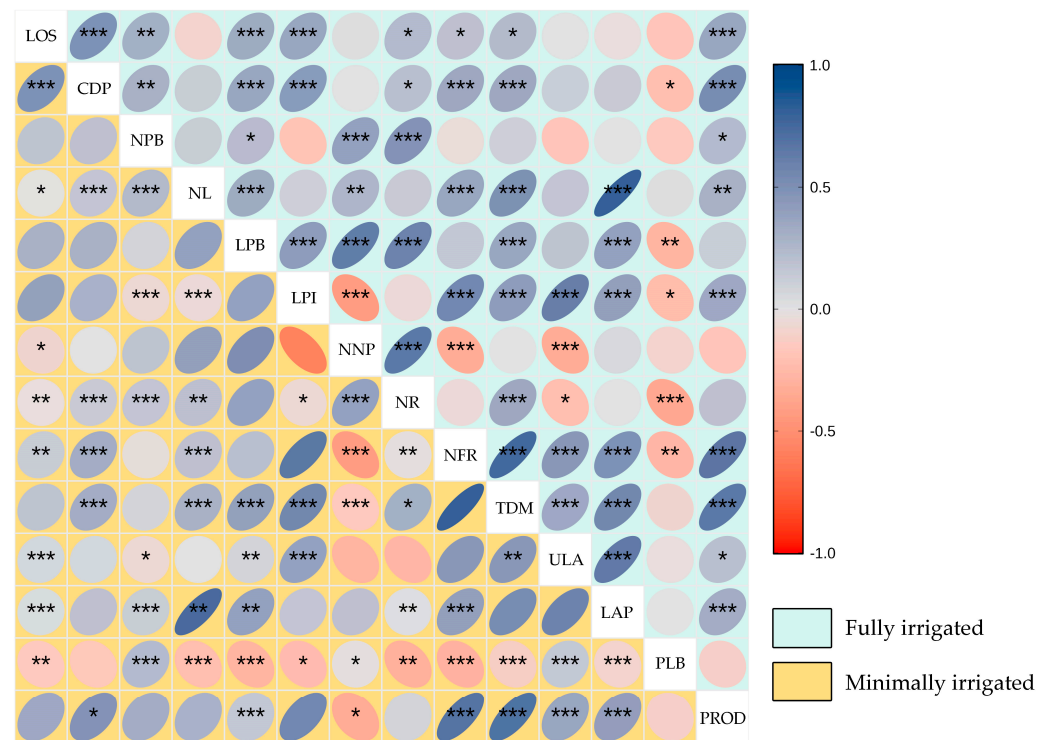 LOS *** ** *** *** * * * ***
*** CDP ** *** *** * *** *** * ***
NPB * *** *** *
* *** *** NL *** ** *** *** *** **
LPB *** *** *** *** *** **
*** *** LPI *** *** *** *** *** * ***
* NNP *** *** ***
** *** *** ** * *** NR *** * ***
** *** *** *** ** NFR *** *** *** ** ***
*** *** *** *** *** * TDM *** *** ***
*** * ** *** ** ULA *** *
*** *** ** ** ** *** LAP ***
** *** *** *** * * ** *** *** *** *** PLB
* *** * *** *** *** *** PROD
1.0
0.5
0.0
-0.5
-1.0
Fully irrigated
Minimally irrigated